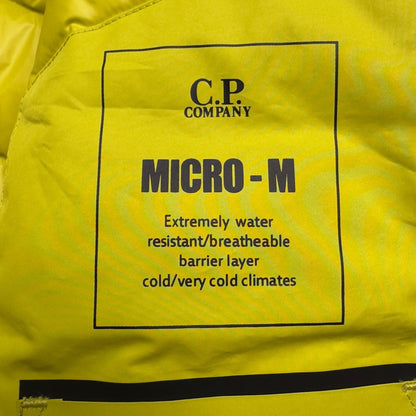 C.P.
COMPANY
MICRO - M
Extremely water
resistant/breatheable
barrier layer
cold/very cold climates